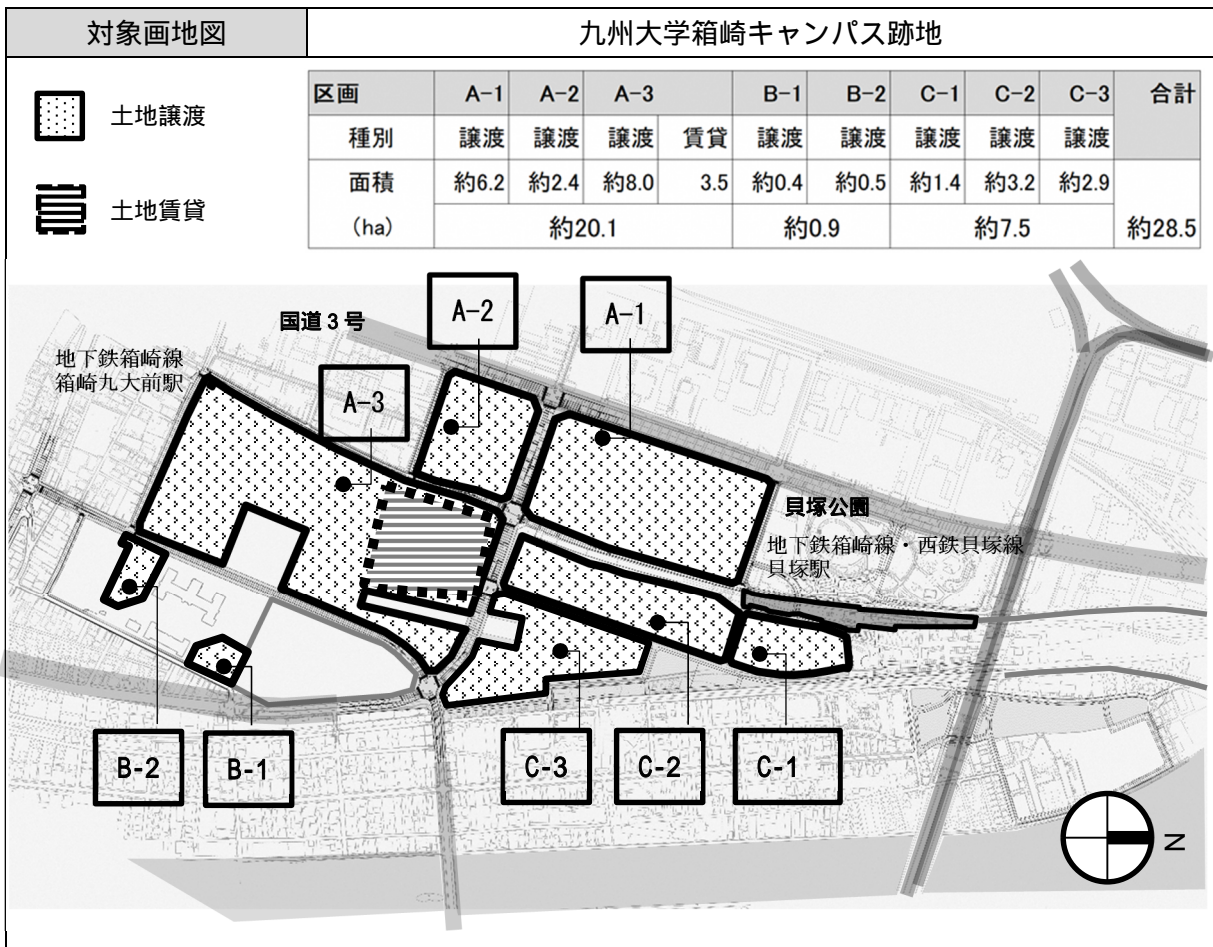 対象画地図
九州大学箱崎キャンパス跡地
土地譲渡
土地賃貸
区画 A-1 A-2 A-3 B-1 B-2 C-1 C-2 C-3 合計
種別 譲渡 譲渡 譲渡 賃貸 譲渡 譲渡 譲渡 譲渡 譲渡
面積 約6.2 約2.4 約8.0 3.5 約0.4 約0.5 約1.4 約3.2 約2.9
(ha) 約20.1 約0.9 約7.5 約28.5
A-2
A-1
国道3号
地下鉄箱崎線
箱崎九大前駅
A-3
貝塚公園
地下鉄箱崎線・西鉄貝塚線
貝塚駅
B-2
B-1
C-3
C-2
C-1
N